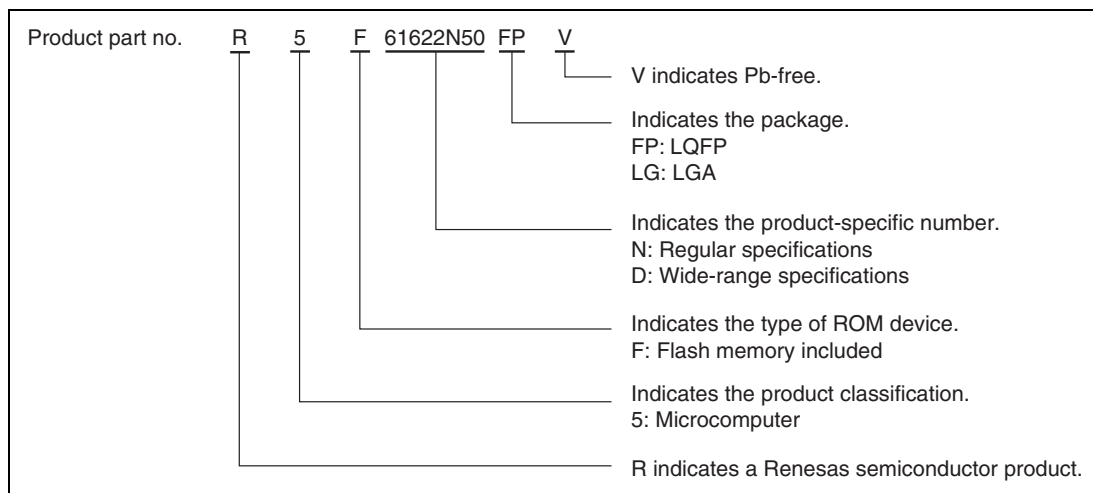 Product part no. R 5 F 61622N50 FP V
V indicates Pb-free.
Indicates the package.
FP: LQFP
LG: LGA
Indicates the product-specific number.
N: Regular specifications
D: Wide-range specifications
Indicates the type of ROM device.
F: Flash memory included
Indicates the product classification.
5: Microcomputer
R indicates a Renesas semiconductor product.